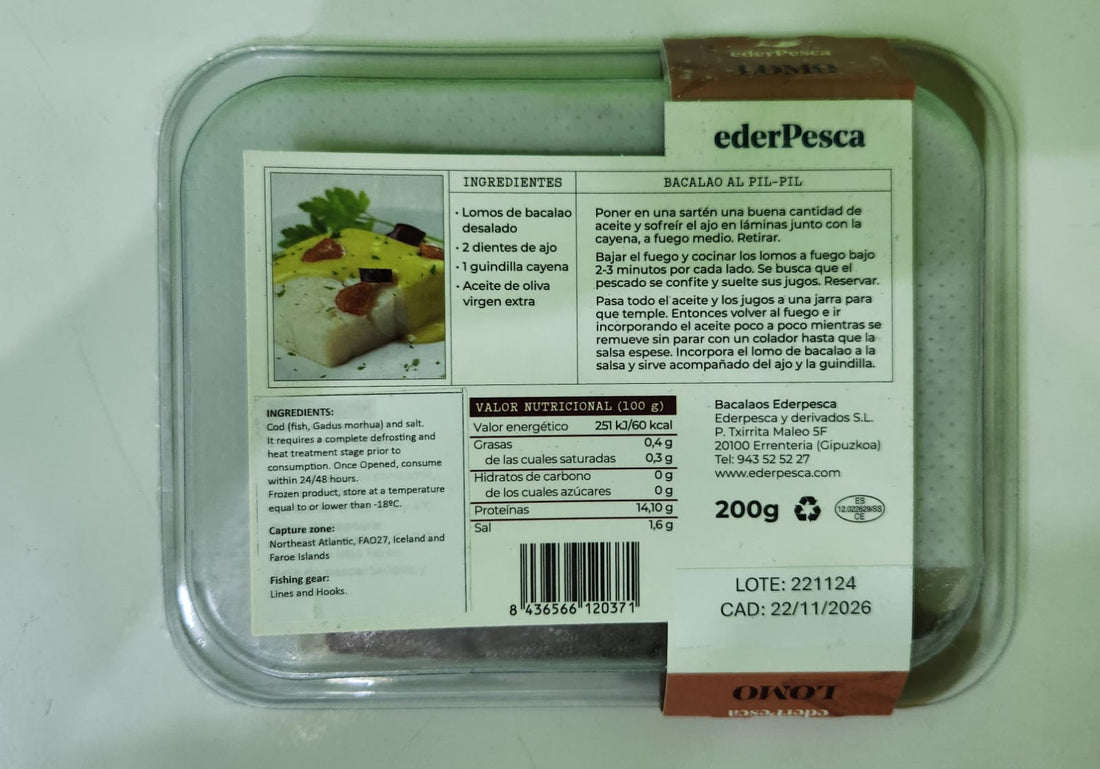 ederPesca
LOMO
ederPesca
INGREDIENTES
· Lomos de bacalao
desalado
· 2 dientes de ajo
· 1 guindilla cayena
· Aceite de oliva
virgen extra
BACALAO AL PIL-PIL
Poner en una sartén una buena cantidad de
aceite y sofreír el ajo en láminas junto con la
cayena, a fuego medio. Retirar.
Bajar el fuego y cocinar los lomos a fuego bajo
2-3 minutos por cada lado. Se busca que el
pescado se confite y suelte sus jugos. Reservar.
Pasa todo el aceite y los jugos a una jarra para
que temple. Entonces volver al fuego e ir
incorporando el aceite poco a poco mientras se
remueve sin parar con un colador hasta que la
salsa espese. Incorpora el lomo de bacalao a la
salsa y sirve acompañado del ajo y la guindilla.
INGREDIENTS:
Cod (fish, Gadus morhua) and salt.
It requires a complete defrosting and
heat treatment stage prior to
consumption. Once Opened, consume
within 24/48 hours.
Frozen product, store at a temperature
equal to or lower than -18ºC.
Capture zone:
Northeast Atlantic, FAO27, Iceland and
Faroe Islands
Fishing gear:
Lines and Hooks.
VALOR NUTRICIONAL (100 g)
Valor energético 251 kJ/60 kcal
Grasas 0,4 g
de las cuales saturadas 0,3 g
Hidratos de carbono 0 g
de los cuales azúcares 0 g
Proteínas 14,10 g
Sal 1,6 g
8 436566 120371
Bacalaos Ederpesca
Ederpesca y derivados S.L.
P. Txirrita Maleo 5F
20100 Errenteria (Gipuzkoa)
Tel: 943 52 52 27
www.ederpesca.com
200g
ES
12.022629/SS
CE
LOTE: 221124
CAD: 22/11/2026
LOMO
ederPesca